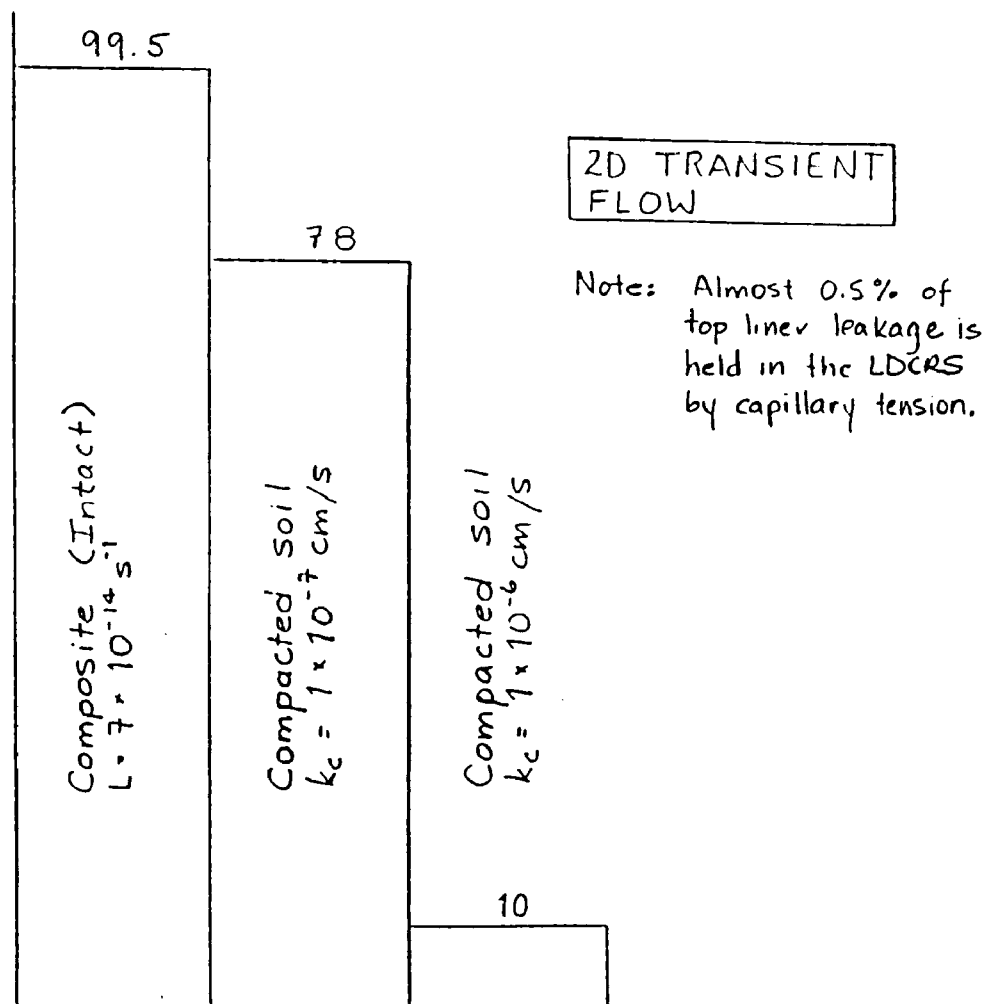 99.5
2D TRANSIENT
FLOW
78
Note: Almost 0.5% of
top liner leakage is
held in the LDCRS
by capillary tension.
Composite (Intact)
L = 7 * 10⁻¹⁴ s⁻¹
Compacted soil
kc = 1 * 10⁻⁷ cm/s
Compacted soil
kc = 1 * 10⁻⁶ cm/s
10